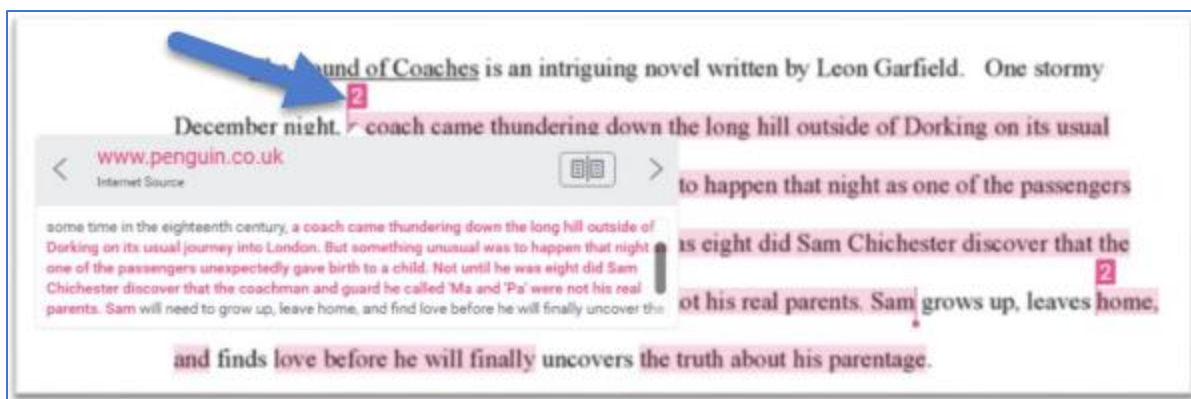 ound of Coaches is an intriguing novel written by Leon Garfield. One stormy
2
December night, coach came thundering down the long hill outside of Dorking on its usual
www.penguin.co.uk
Internet Source
some time in the eighteenth century, a coach came thundering down the long hill outside of
Dorking on its usual journey into London. But something unusual was to happen that night
one of the passengers unexpectedly gave birth to a child. Not until he was eight did Sam
Chichester discover that the coachman and guard he called 'Ma and 'Pa' were not his real
parents. Sam will need to grow up, leave home, and find love before he will finally uncover the
to happen that night as one of the passengers
as eight did Sam Chichester discover that the
2
ot his real parents. Sam grows up, leaves home,
and finds love before he will finally uncovers the truth about his parentage.